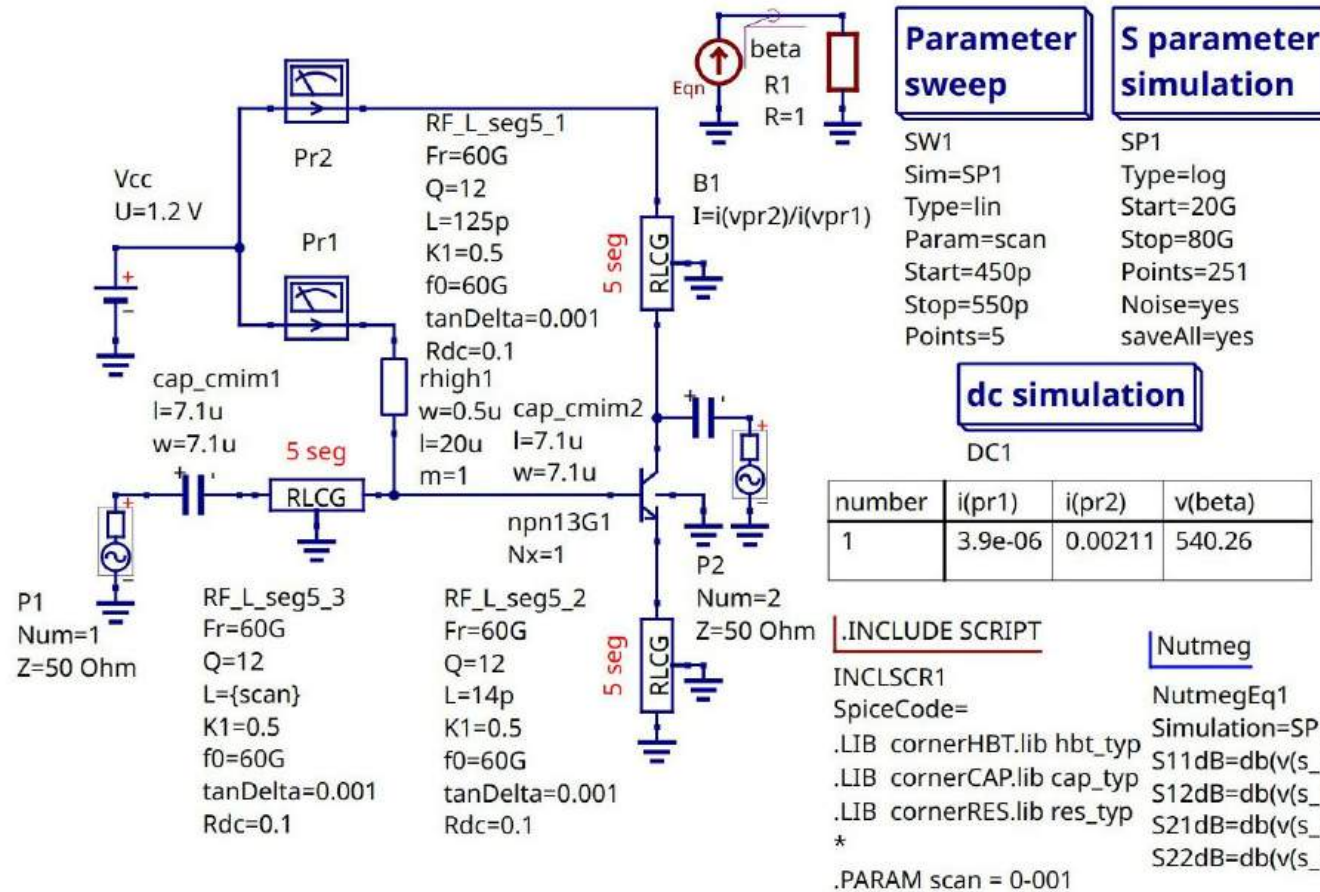 beta
Eqn
R1
R=1
Parameter
sweep
S parameter
simulation
Pr2
RF_L_seg5_1
Fr=60G
Q=12
L=125p
K1=0.5
f0=60G
tanDelta=0.001
Rdc=0.1
Vcc
U=1.2 V
Pr1
B1
I=i(vpr2)/i(vpr1)
SW1
Sim=SP1
Type=lin
Param=scan
Start=450p
Stop=550p
Points=5
SP1
Type=log
Start=20G
Stop=80G
Points=251
Noise=yes
saveAll=yes
+
−
5 seg
RLCG
dc simulation
DC1
cap_cmim1
l=7.1u
w=7.1u
rhigh1
w=0.5u
l=20u
m=1
cap_cmim2
l=7.1u
w=7.1u
+
+
−
5 seg
RLCG
+
+
−
npn13G1
Nx=1
number i(pr1) i(pr2) v(beta)
1 3.9e-06 0.00211 540.26
P1
Num=1
Z=50 Ohm
P2
Num=2
Z=50 Ohm
RF_L_seg5_3
Fr=60G
Q=12
L={scan}
K1=0.5
f0=60G
tanDelta=0.001
Rdc=0.1
RF_L_seg5_2
Fr=60G
Q=12
L=14p
K1=0.5
f0=60G
tanDelta=0.001
Rdc=0.1
5 seg
RLCG
.INCLUDE SCRIPT
INCLSCR1
SpiceCode=
.LIB cornerHBT.lib hbt_typ
.LIB cornerCAP.lib cap_typ
.LIB cornerRES.lib res_typ
*
.PARAM scan = 0-001
Nutmeg
NutmegEq1
Simulation=SP
S11dB=db(v(s_
S12dB=db(v(s_
S21dB=db(v(s_
S22dB=db(v(s_